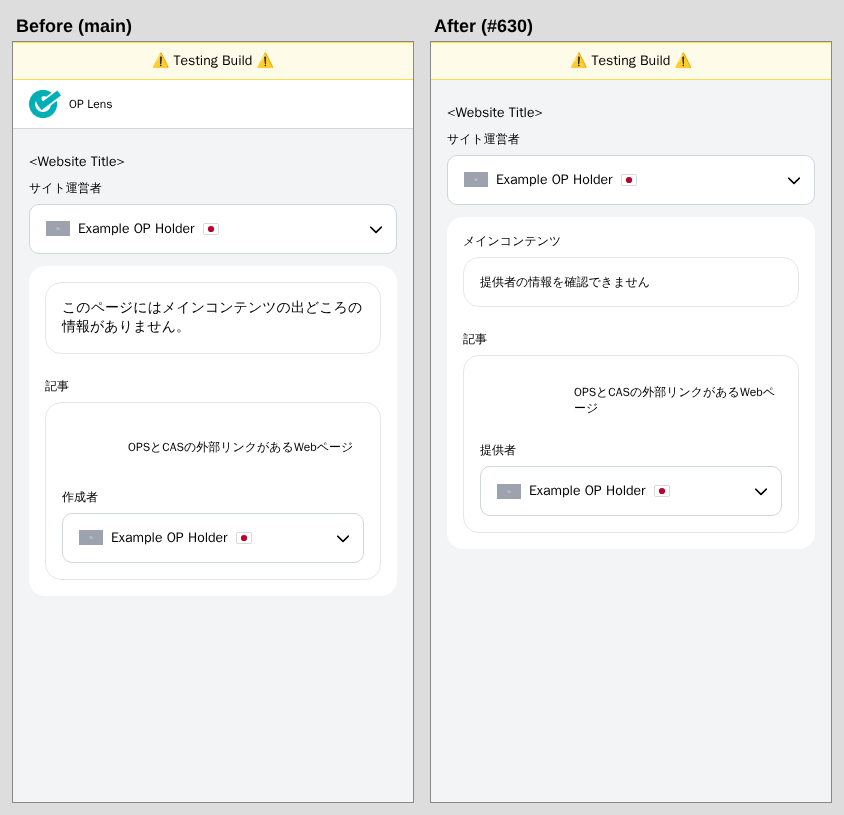 Before (main)
⚠️ Testing Build ⚠️
OP Lens
<Website Title>
サイト運営者
Example OP Holder
このページにはメインコンテンツの出どころの
情報がありません。
記事
OPSとCASの外部リンクがあるWebページ
作成者
Example OP Holder
After (#630)
⚠️ Testing Build ⚠️
<Website Title>
サイト運営者
Example OP Holder
メインコンテンツ
提供者の情報を確認できません
記事
OPSとCASの外部リンクがあるWebペ
ージ
提供者
Example OP Holder